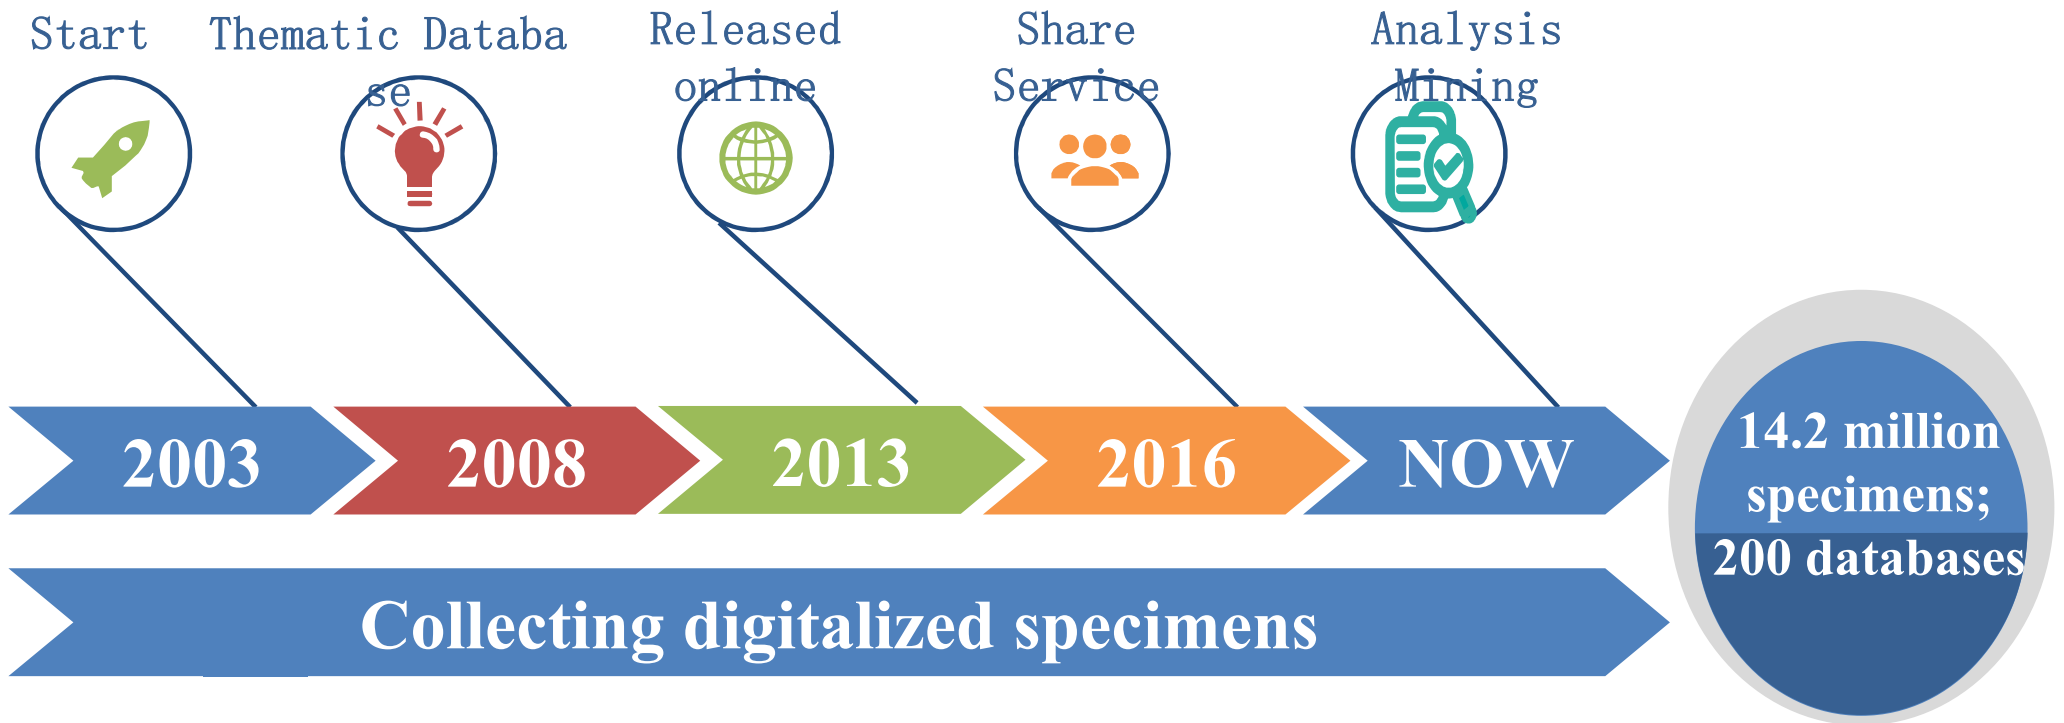 Start
Thematic Databa
se
Released
online
Share
Service
Analysis
Mining
2003
2008
2013
2016
NOW
14.2 million
specimens;
200 databases
Collecting digitalized specimens